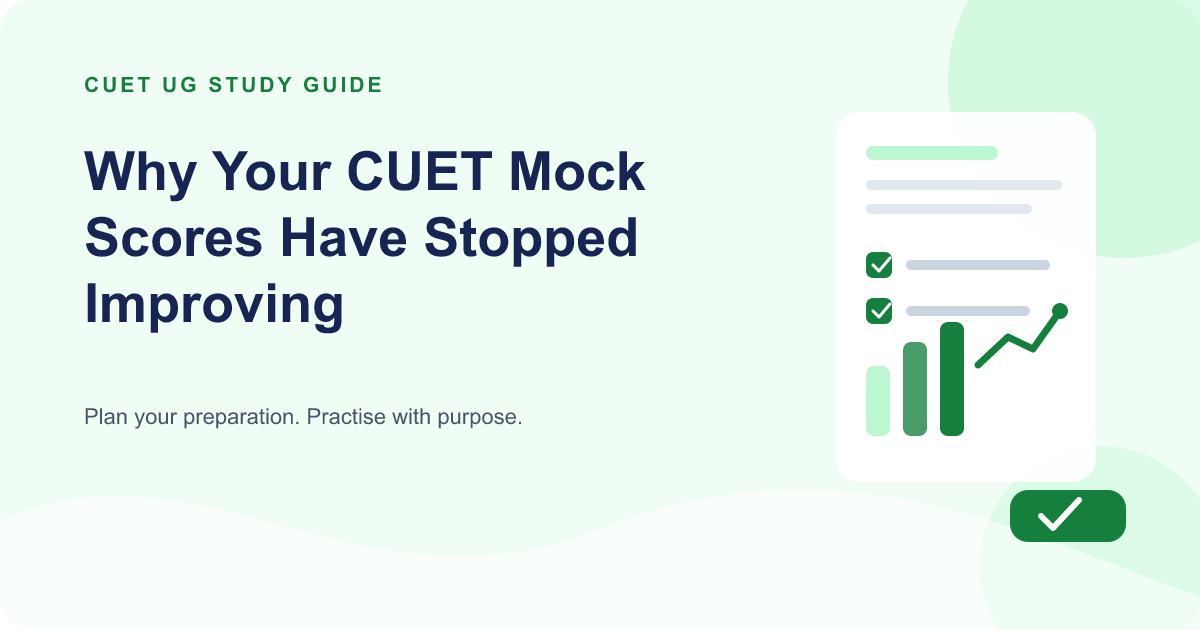 CUET UG STUDY GUIDE
Why Your CUET Mock
Scores Have Stopped
Improving
Plan your preparation. Practise with purpose.